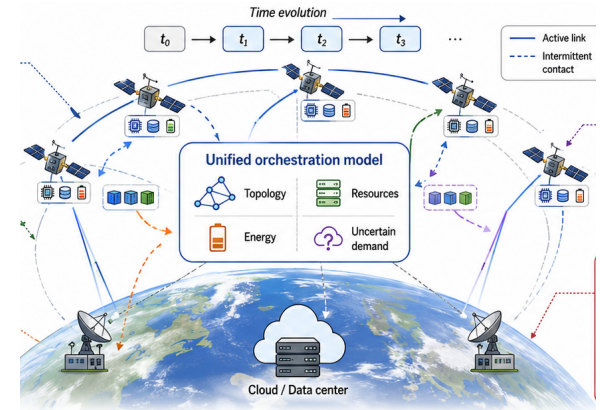 Time evolution
t0
t1
t2
t3
...
Active link
Intermittent
contact
Unified orchestration model
Topology
Resources
Energy
?
Uncertain
demand
Cloud / Data center